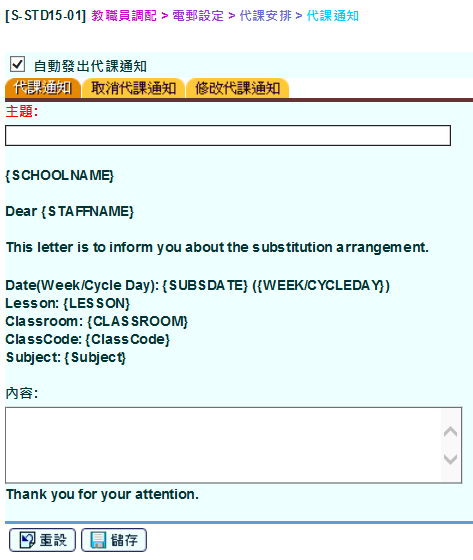 [S-STD15-01] 教職員調配 > 電郵設定 > 代課安排 > 代課通知
自動發出代課通知
代課通知 取消代課通知 修改代課通知
主題:
{SCHOOLNAME}
Dear {STAFFNAME}
This letter is to inform you about the substitution arrangement.
Date(Week/Cycle Day): {SUBSDATE} ({WEEK/CYCLEDAY})
Lesson: {LESSON}
Classroom: {CLASSROOM}
ClassCode: {ClassCode}
Subject: {Subject}
內容:
Thank you for your attention.
重設 儲存